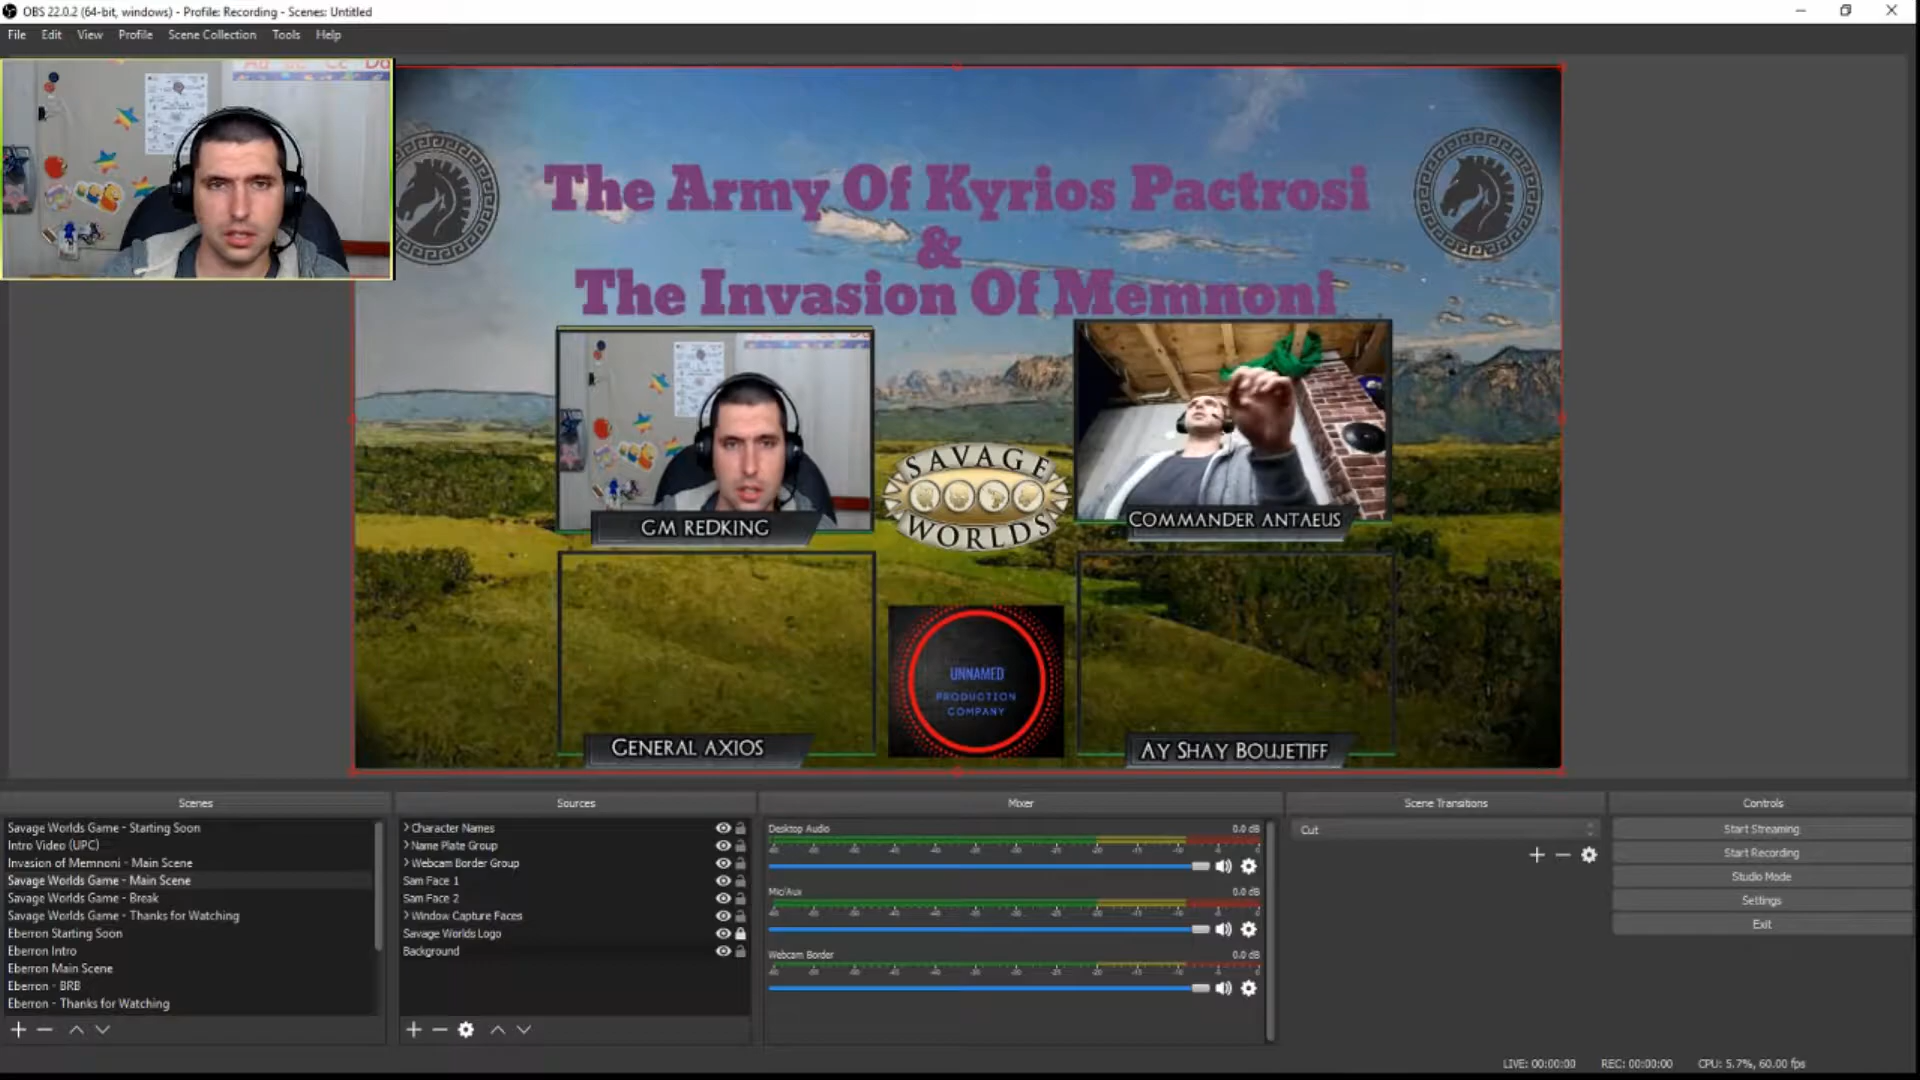 OBS 22.0.2 (64-bit, windows) - Profile: Recording - Scenes: Untitled
File Edit View Profile Scene Collection Tools Help
The Army Of Kyrios Pactrosi
&
The Invasion Of Memnoni
GM REDKING
SAVAGE
WORLDS
COMMANDER ANTAEUS
GENERAL AXIOS
UNNAMED
PRODUCTION
COMPANY
AY SHAY BOUJETIFF
Scenes
Savage Worlds Game - Starting Soon
Intro Video (UPC)
Invasion of Memnoni - Main Scene
Savage Worlds Game - Main Scene
Savage Worlds Game - Break
Savage Worlds Game - Thanks for Watching
Eberron Starting Soon
Eberron Intro
Eberron Main Scene
Eberron - BRB
Eberron - Thanks for Watching
Sources
Character Names
Name Plate Group
Webcam Border Group
Sam Face 1
Sam Face 2
Window Capture Faces
Savage Worlds Logo
Background
Mixer
Desktop Audio 0.0 dB
Mic/Aux 0.0 dB
Webcam Border 0.0 dB
Scene Transitions
Cut
Controls
Start Streaming
Start Recording
Studio Mode
Settings
Exit
LIVE: 00:00:00 REC: 00:00:00 CPU: 5.7%, 60.00 fps